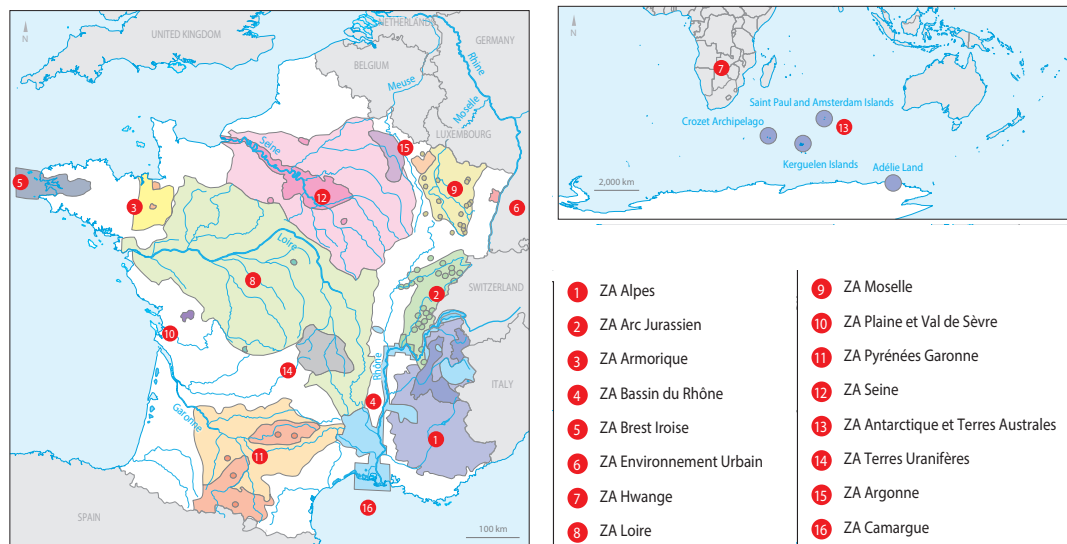 N
UNITED KINGDOM
NETHERLANDS
GERMANY
BELGIUM
Rhine
Meuse
Moselle
LUXEMBOURG
Seine
15
5
12
9
3
6
Loire
8
2
SWITZERLAND
10
14
Rhône
ITALY
4
Garonne
1
11
16
SPAIN
100 km
N
7
Saint Paul and Amsterdam Islands
Crozet Archipelago
13
Kerguelen Islands
Adélie Land
2,000 km
1 ZA Alpes
2 ZA Arc Jurassien
3 ZA Armorique
4 ZA Bassin du Rhône
5 ZA Brest Iroise
6 ZA Environnement Urbain
7 ZA Hwange
8 ZA Loire
9 ZA Moselle
10 ZA Plaine et Val de Sèvre
11 ZA Pyrénées Garonne
12 ZA Seine
13 ZA Antarctique et Terres Australes
14 ZA Terres Uranifères
15 ZA Argonne
16 ZA Camargue